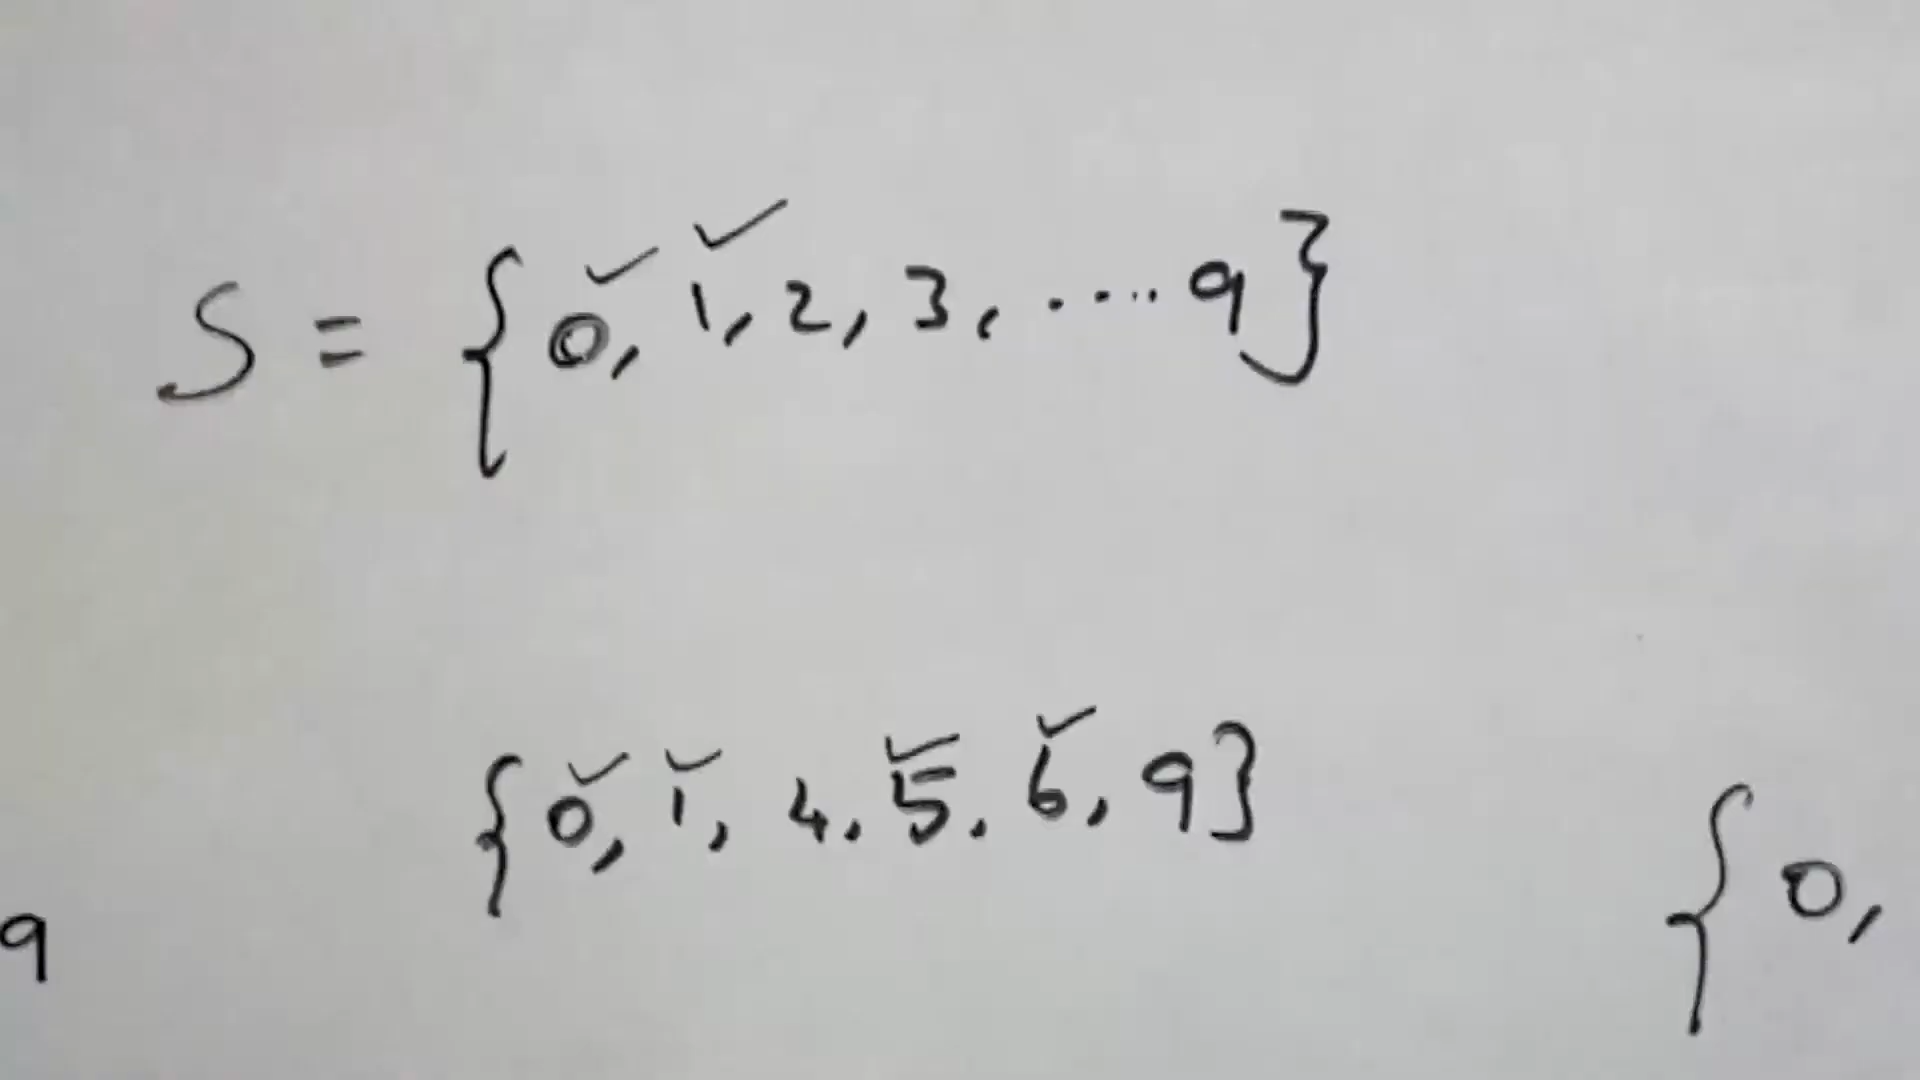 S = {0, 1, 2, 3, ....9}
{0, 1, 4, 5, 6, 9}
{0,
9